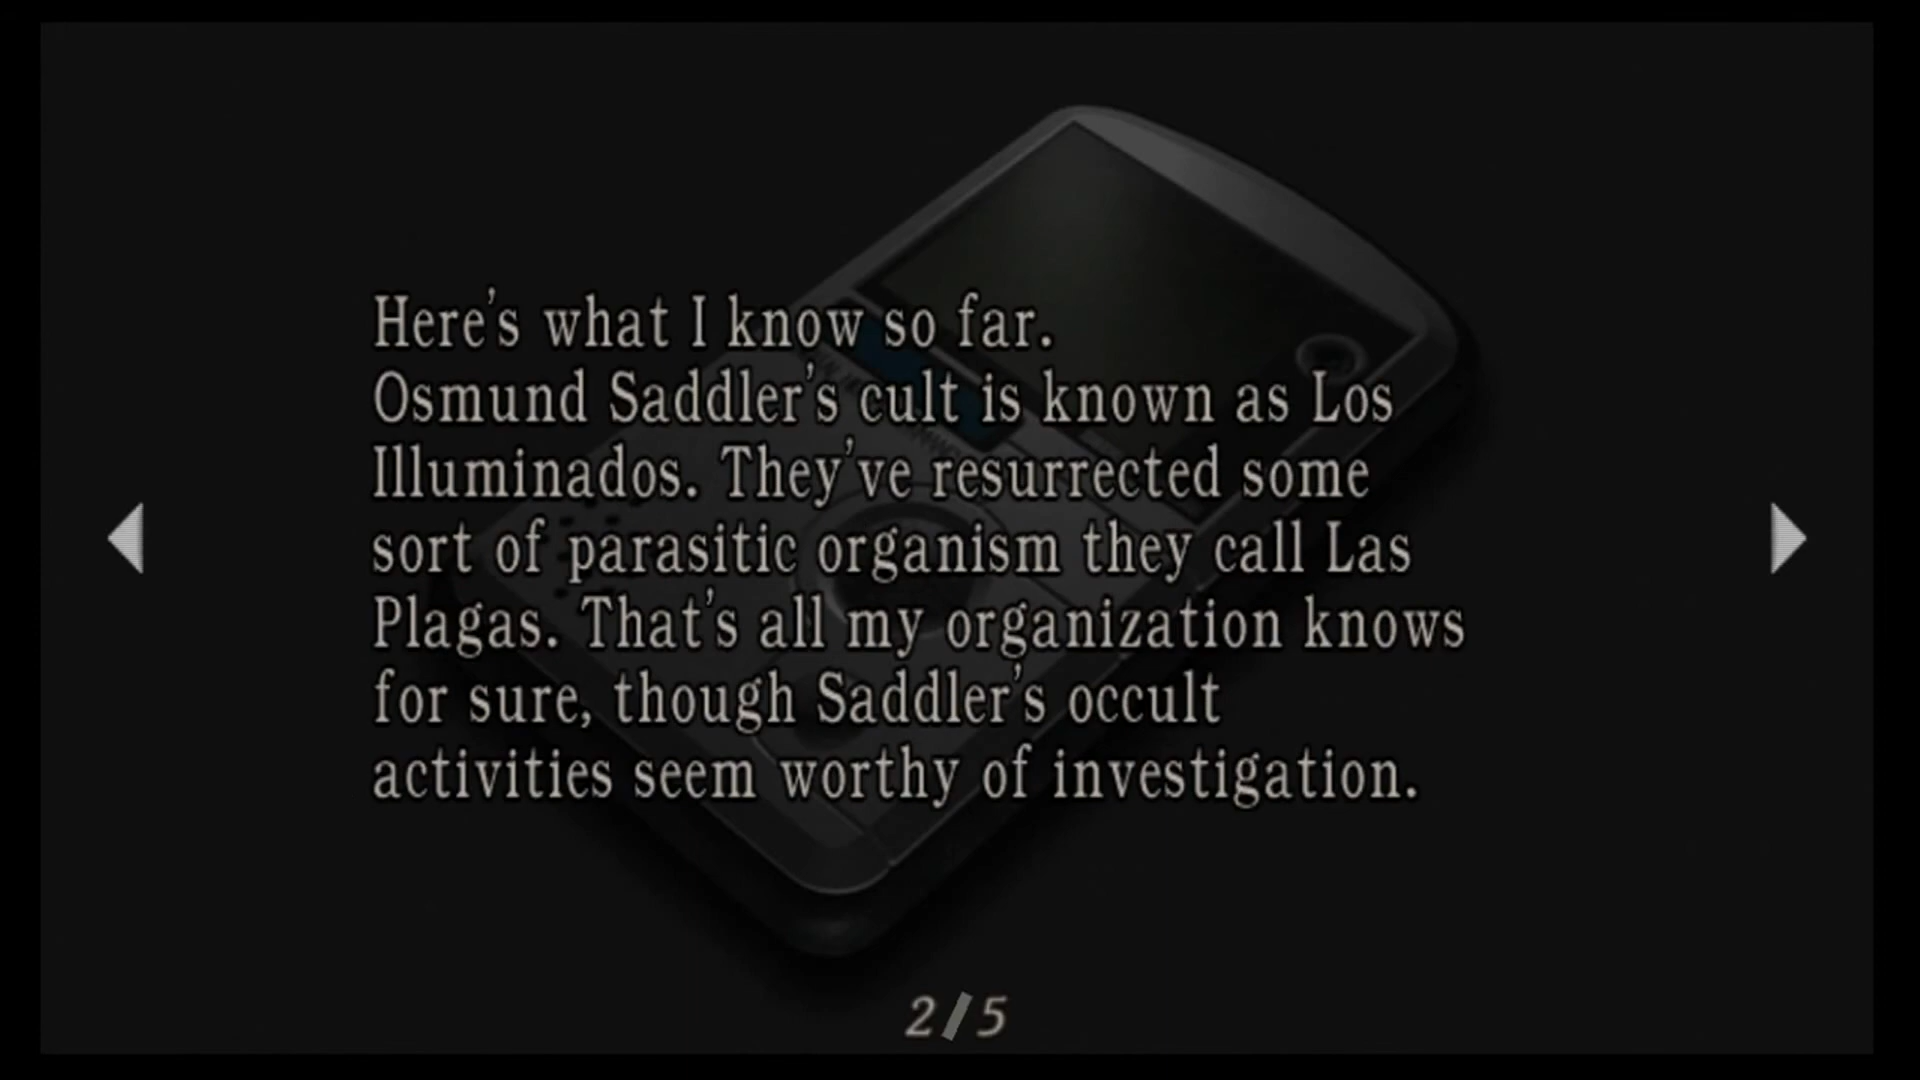 Here's what I know so far.
Osmund Saddler's cult is known as Los
Illuminados. They've resurrected some
sort of parasitic organism they call Las
Plagas. That's all my organization knows
for sure, though Saddler's occult
activities seem worthy of investigation.
2/5